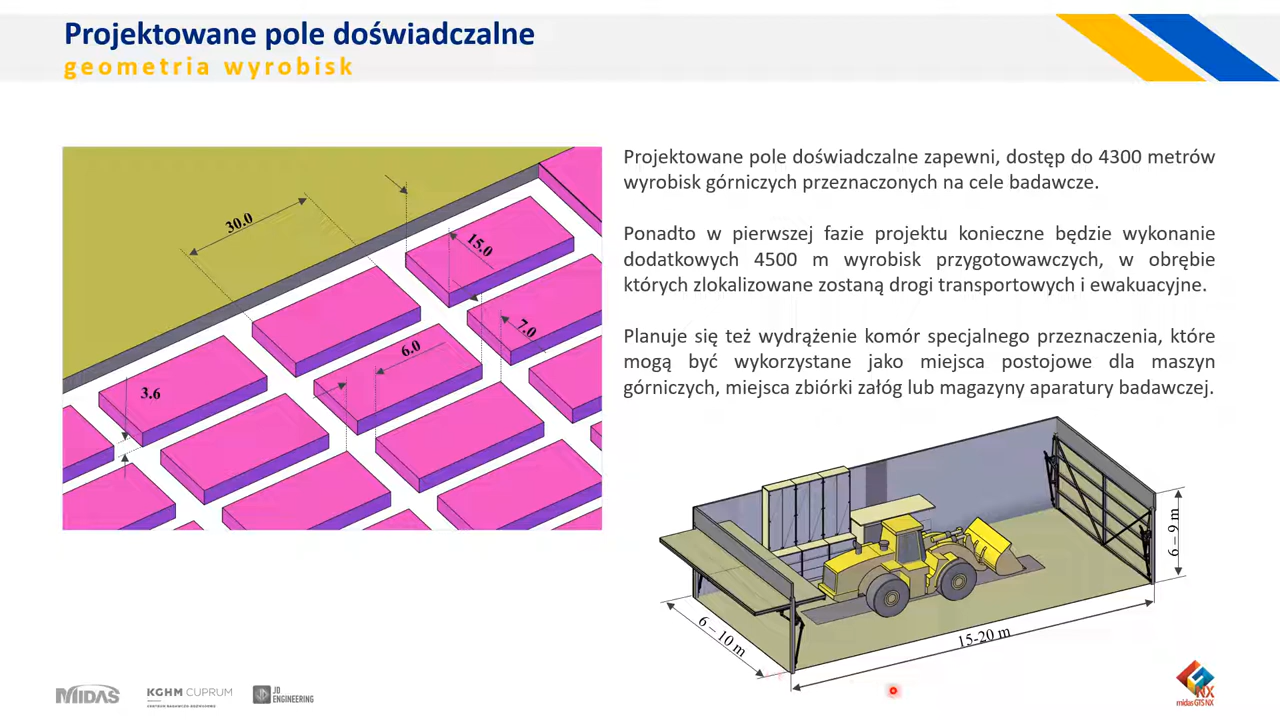 Projektowane pole doświadczalne
geometria wyrobisk
30.0
15.0
7.0
6.0
3.6
Projektowane pole doświadczalne zapewni, dostęp do 4300 metrów
wyrobisk górniczych przeznaczonych na cele badawcze.
Ponadto w pierwszej fazie projektu konieczne będzie wykonanie
dodatkowych 4500 m wyrobisk przygotowawczych, w obrębie
których zlokalizowane zostaną drogi transportowych i ewakuacyjne.
Planuje się też wydrążenie komór specjalnego przeznaczenia, które
mogą być wykorzystane jako miejsca postojowe dla maszyn
górniczych, miejsca zbiórki załóg lub magazyny aparatury badawczej.
6 – 9 m
6 – 10 m
15-20 m
MIDAS
KGHM CUPRUM
CENTRUM BADAWCZO-ROZWOJOWE
JD
ENGINEERING
NX
midas GTS NX